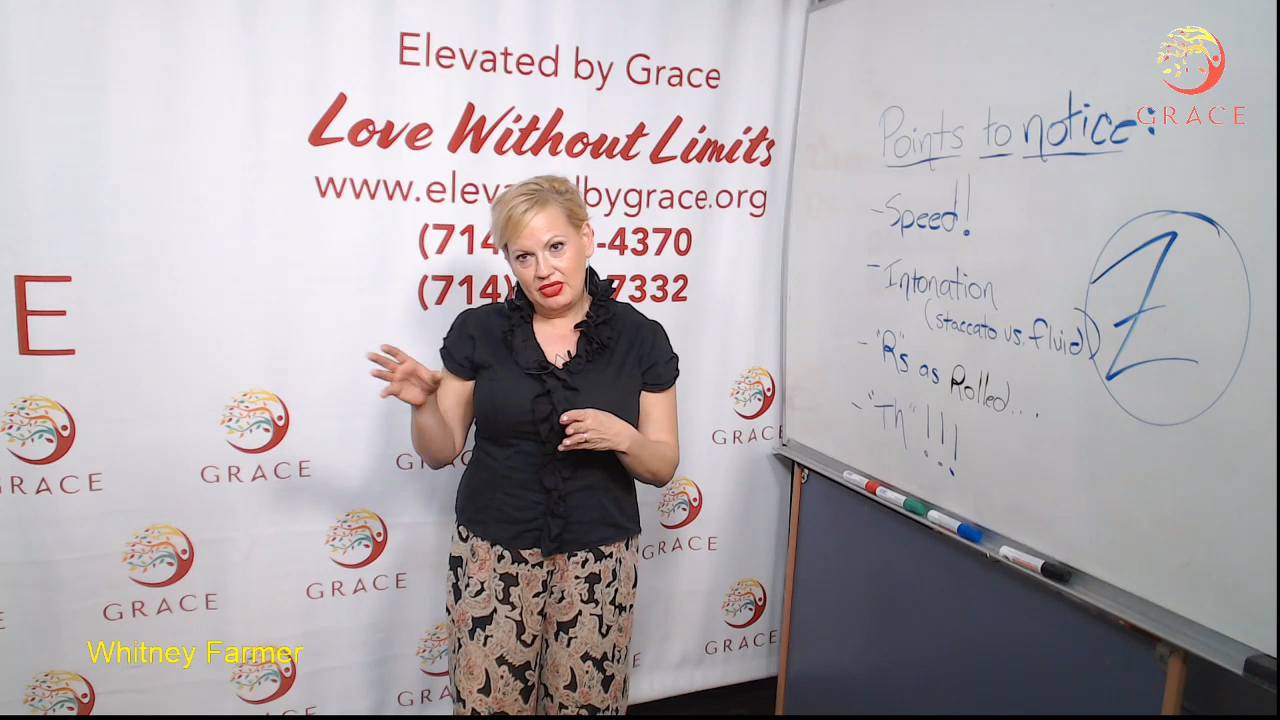 Elevated by Grace
Love Without Limits
www.elev bygrace.org
(714 -4370
(714) 7332
E
GRACE
GRACE
GRACE
GRACE
GRACE
GRACE
GRACE
GRACE
GRACE
Points to notice:
-Speed!
-Intonation
(staccato vs. fluid)
-"R"s as Rolled...
-"Th"!!!
Z
Whitney Farmer